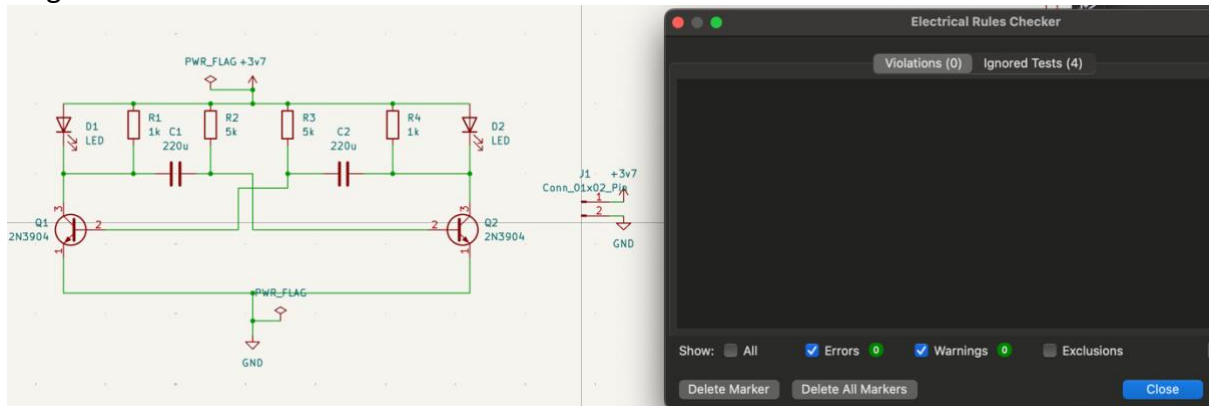 Electrical Rules Checker
Violations (0) Ignored Tests (4)
PWR_FLAG +3v7
D1
LED
R1
1k
C1
220u
R2
5k
R3
5k
C2
220u
R4
1k
D2
LED
J1 +3v7
Conn_01x02_Pin
1
2
GND
Q1
2N3904
3
2
1
3
2
1
Q2
2N3904
PWR_FLAG
GND
Show: All Errors 0 Warnings 0 Exclusions
Delete Marker Delete All Markers Close